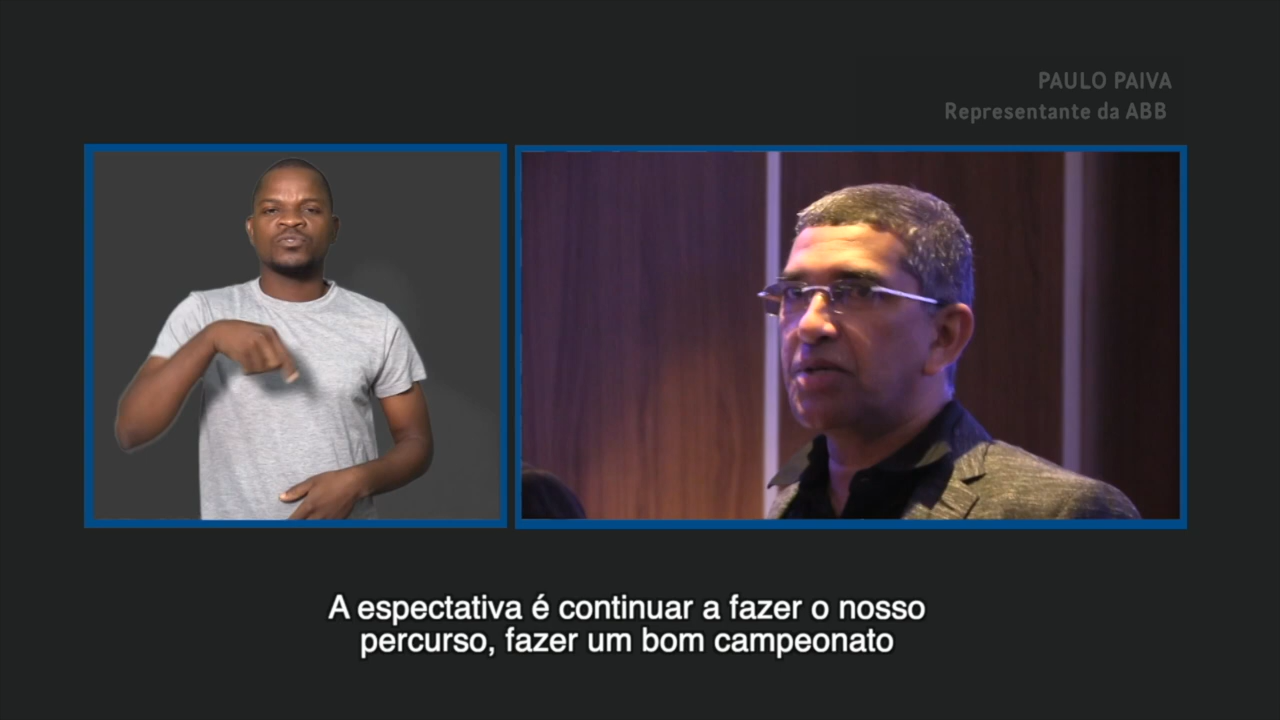 PAULO PAIVA
Representante da ABB
A espectativa é continuar a fazer o nosso
percurso, fazer um bom campeonato